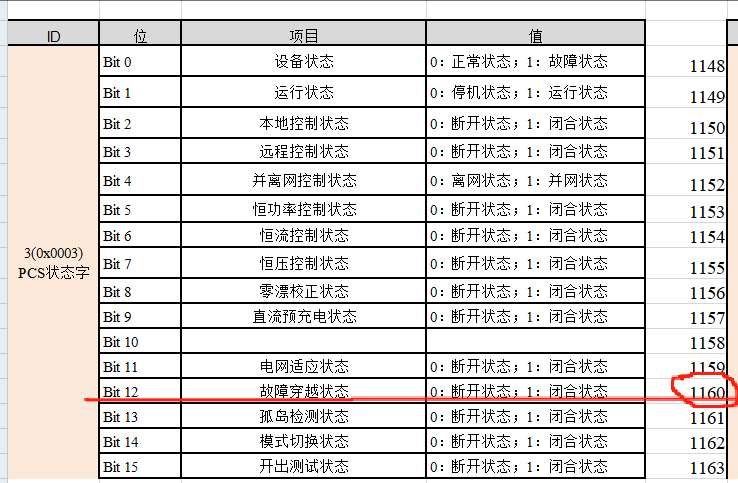 ID 位 项目 值
Bit 0 设备状态 0：正常状态；1：故障状态 1148
Bit 1 运行状态 0：停机状态；1：运行状态 1149
Bit 2 本地控制状态 0：断开状态；1：闭合状态 1150
Bit 3 远程控制状态 0：断开状态；1：闭合状态 1151
Bit 4 并离网控制状态 0：离网状态；1：并网状态 1152
Bit 5 恒功率控制状态 0：断开状态；1：闭合状态 1153
Bit 6 恒流控制状态 0：断开状态；1：闭合状态 1154
3(0x0003)
PCS状态字
Bit 7 恒压控制状态 0：断开状态；1：闭合状态 1155
Bit 8 零漂校正状态 0：断开状态；1：闭合状态 1156
Bit 9 直流预充电状态 0：断开状态；1：闭合状态 1157
Bit 10 1158
Bit 11 电网适应状态 0：断开状态；1：闭合状态 1159
Bit 12 故障穿越状态 0：断开状态；1：闭合状态 1160
Bit 13 孤岛检测状态 0：断开状态；1：闭合状态 1161
Bit 14 模式切换状态 0：断开状态；1：闭合状态 1162
Bit 15 开出测试状态 0：断开状态；1：闭合状态 1163